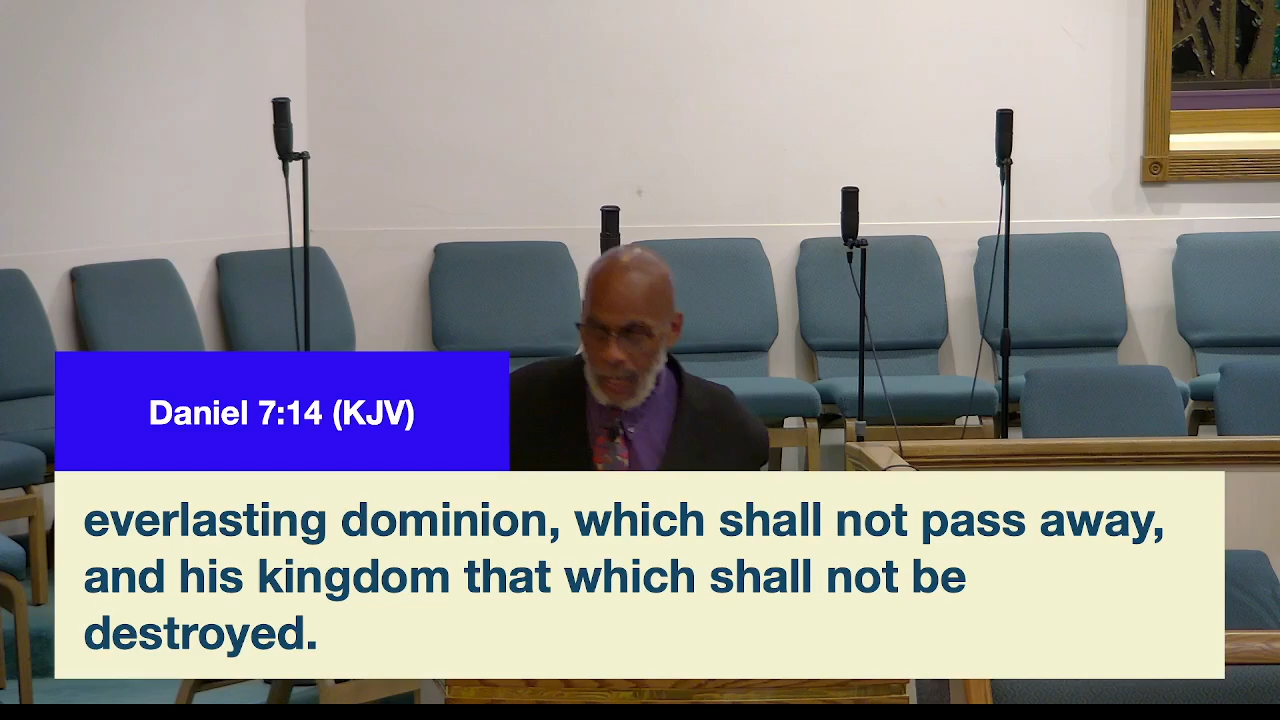 Daniel 7:14 (KJV)
everlasting dominion, which shall not pass away,
and his kingdom that which shall not be
destroyed.